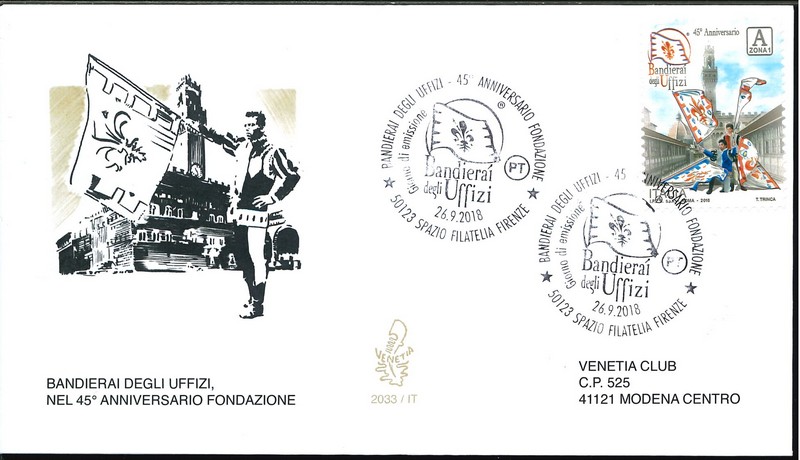 BANDIERAI DEGLI UFFIZI,
NEL 45° ANNIVERSARIO FONDAZIONE
VENETIA
2033 / IT
BANDIERAI DEGLI UFFIZI - 45° ANNIVERSARIO FONDAZIONE
Giorno di emissione
®
Bandierai
degli Uffizi
PT
26.9.2018
50123 SPAZIO FILATELIA FIRENZE
BANDIERAI DEGLI UFFIZI - 45° ANNIVERSARIO FONDAZIONE
Giorno di emissione
Bandierai
degli Uffizi
PT
26.9.2018
50123 SPAZIO FILATELIA FIRENZE
45° Anniversario
A
ZONA 1
Bandierai
degli Uffizi
ROMA - 2018
T. TRINCA
VENETIA CLUB
C.P. 525
41121 MODENA CENTRO